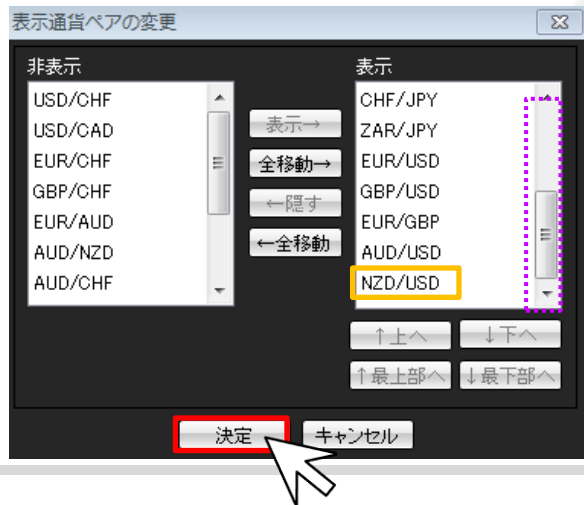 表示通貨ペアの変更
非表示
USD/CHF
USD/CAD
EUR/CHF
GBP/CHF
EUR/AUD
AUD/NZD
AUD/CHF
表示→
全移動→
←隠す
←全移動
表示
CHF/JPY
ZAR/JPY
EUR/USD
GBP/USD
EUR/GBP
AUD/USD
NZD/USD
↑上へ
↓下へ
↑最上部へ
↓最下部へ
決定
キャンセル